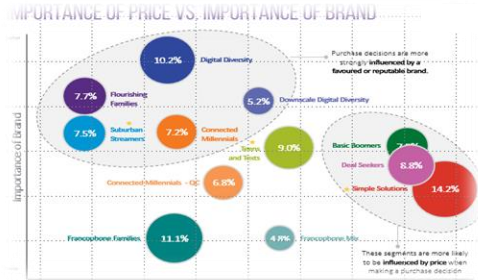 IMPORTANCE OF PRICE VS. IMPORTANCE OF BRAND
Importance of Brand
10.2%
Digital Diversity
Purchase decisions are more
strongly influenced by a
favoured or reputable brand.
7.7%
Flourishing
Families
5.2%
Downscale Digital Diversity
7.5%
Suburban
Streamers
7.2%
Connected
Millennials
9.0%
and Texts
Basic Boomers
Deal Seekers
8.8%
Simple Solutions
14.2%
Connected Millennials - QC
6.8%
Francophone Families
11.1%
4.8%
Francophone Mix
These segments are more likely
to be influenced by price when
making a purchase decision